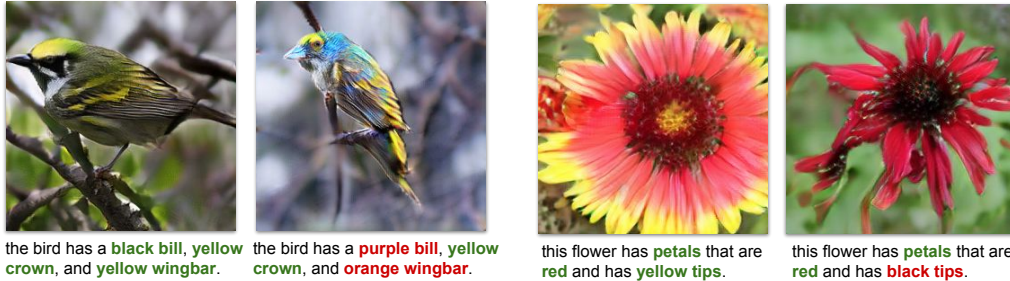 the bird has a black bill, yellow
crown, and yellow wingbar.
the bird has a purple bill, yellow
crown, and orange wingbar.
this flower has petals that are
red and has yellow tips.
this flower has petals that are
red and has black tips.